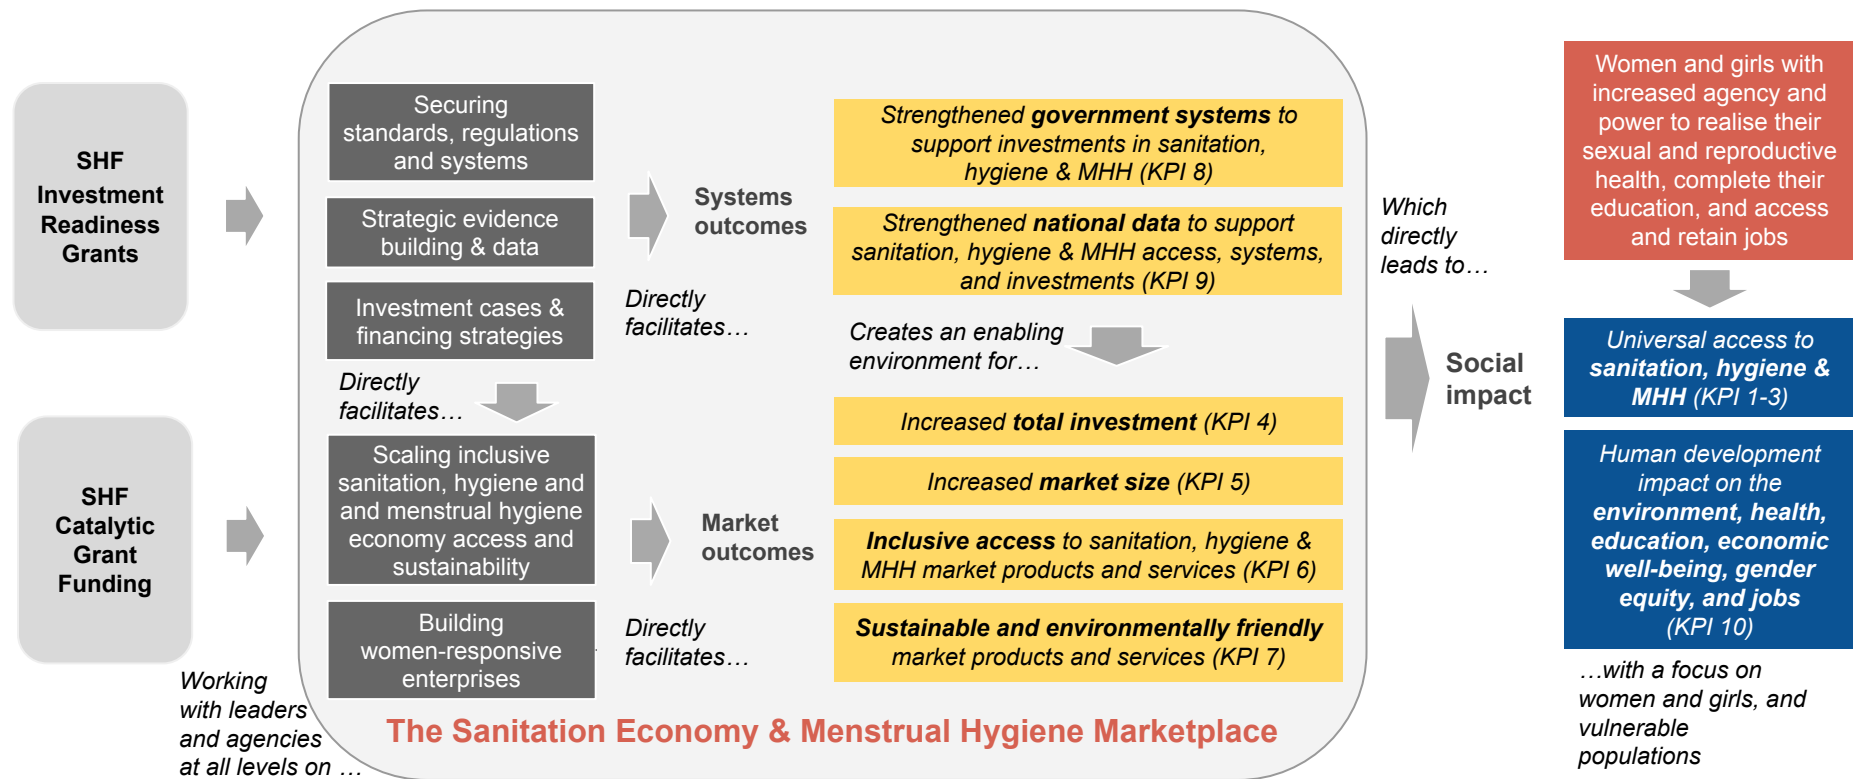 SHF
Investment
Readiness
Grants
SHF
Catalytic
Grant
Funding
Working
with leaders
and agencies
at all levels on …
Securing
standards, regulations
and systems
Strategic evidence
building & data
Investment cases &
financing strategies
Directly
facilitates…
Scaling inclusive
sanitation, hygiene and
and menstrual hygiene
economy access and
sustainability
Building
women-responsive
enterprises
Systems
outcomes
Directly
facilitates…
Market
outcomes
Directly
facilitates…
Strengthened government systems to
support investments in sanitation,
hygiene & MHH (KPI 8)
Strengthened national data to support
sanitation, hygiene & MHH access, systems,
and investments (KPI 9)
Creates an enabling
environment for…
Increased total investment (KPI 4)
Increased market size (KPI 5)
Inclusive access to sanitation, hygiene &
MHH market products and services (KPI 6)
Sustainable and environmentally friendly
market products and services (KPI 7)
The Sanitation Economy & Menstrual Hygiene Marketplace
Which
directly
leads to…
Social
impact
Women and girls with
increased agency and
power to realise their
sexual and reproductive
health, complete their
education, and access
and retain jobs
Universal access to
sanitation, hygiene &
MHH (KPI 1-3)
Human development
impact on the
environment, health,
education, economic
well-being, gender
equity, and jobs
(KPI 10)
…with a focus on
women and girls, and
vulnerable
populations